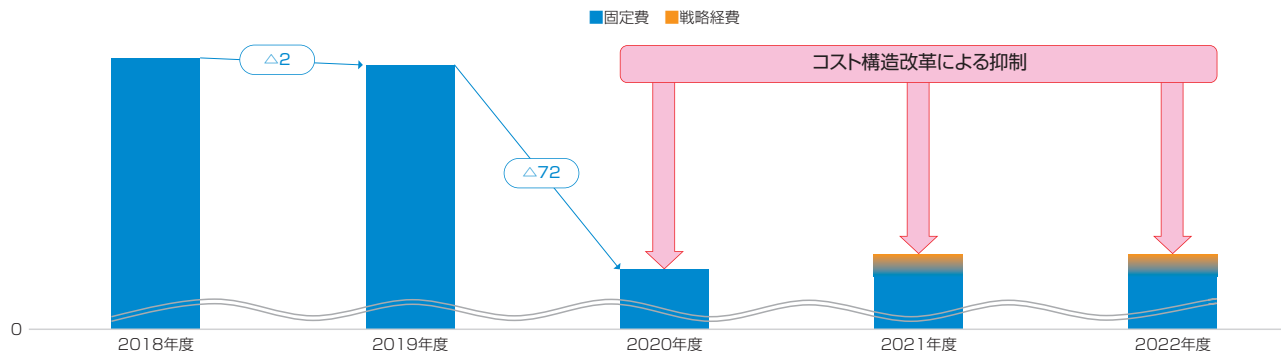 固定費 戦略経費
△2
コスト構造改革による抑制
△72
0
2018年度 2019年度 2020年度 2021年度 2022年度